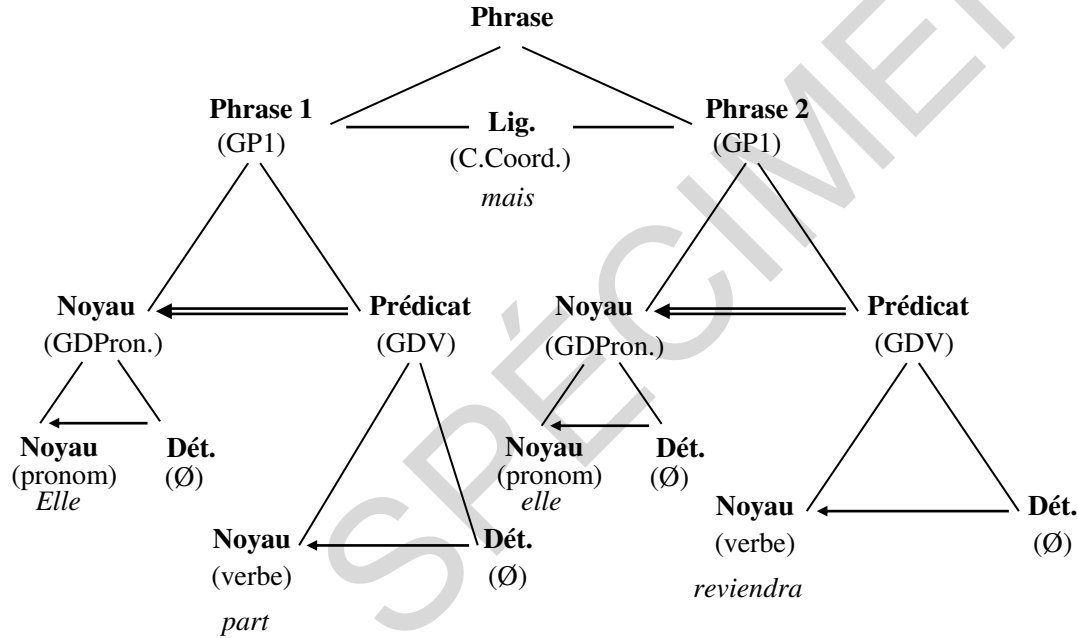 Phrase
Phrase 1
Lig.
Phrase 2
(GP1)
(C.Coord.)
(GP1)
mais
Noyau
Prédicat
Noyau
Prédicat
(GDPron.)
(GDV)
(GDPron.)
(GDV)
Noyau
Dét.
Noyau
Dét.
(pronom)
(Ø)
(pronom)
(Ø)
Elle
elle
Noyau
Dét.
Noyau
Dét.
(verbe)
(Ø)
(verbe)
(Ø)
part
reviendra
SPÉCIMEN